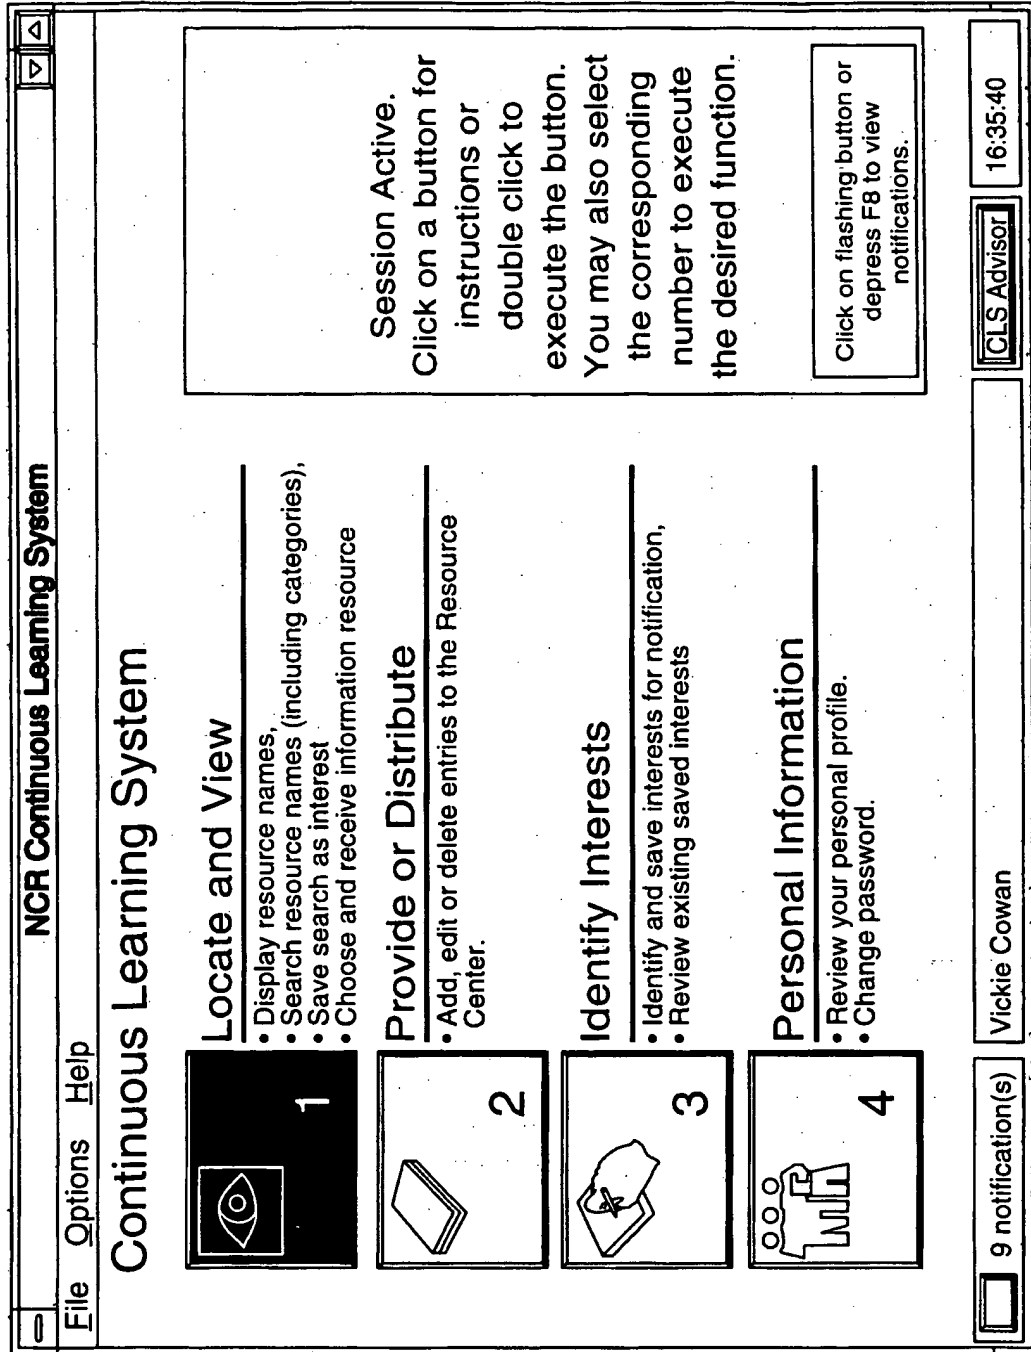 NCR Continuous Learning System
File Options Help
Continuous Learning System
1
Locate and View
• Display resource names,
• Search resource names (including categories),
• Save search as interest
• Choose and receive information resource
2
Provide or Distribute
• Add, edit or delete entries to the Resource
Center.
3
Identify Interests
• Identify and save interests for notification,
• Review existing saved interests
4
Personal Information
• Review your personal profile.
• Change password.
Session Active.
Click on a button for
instructions or
double click to
execute the button.
You may also select
the corresponding
number to execute
the desired function.
Click on flashing button or
depress F8 to view
notifications.
9 notification(s)
Vickie Cowan
CLS Advisor
16:35:40